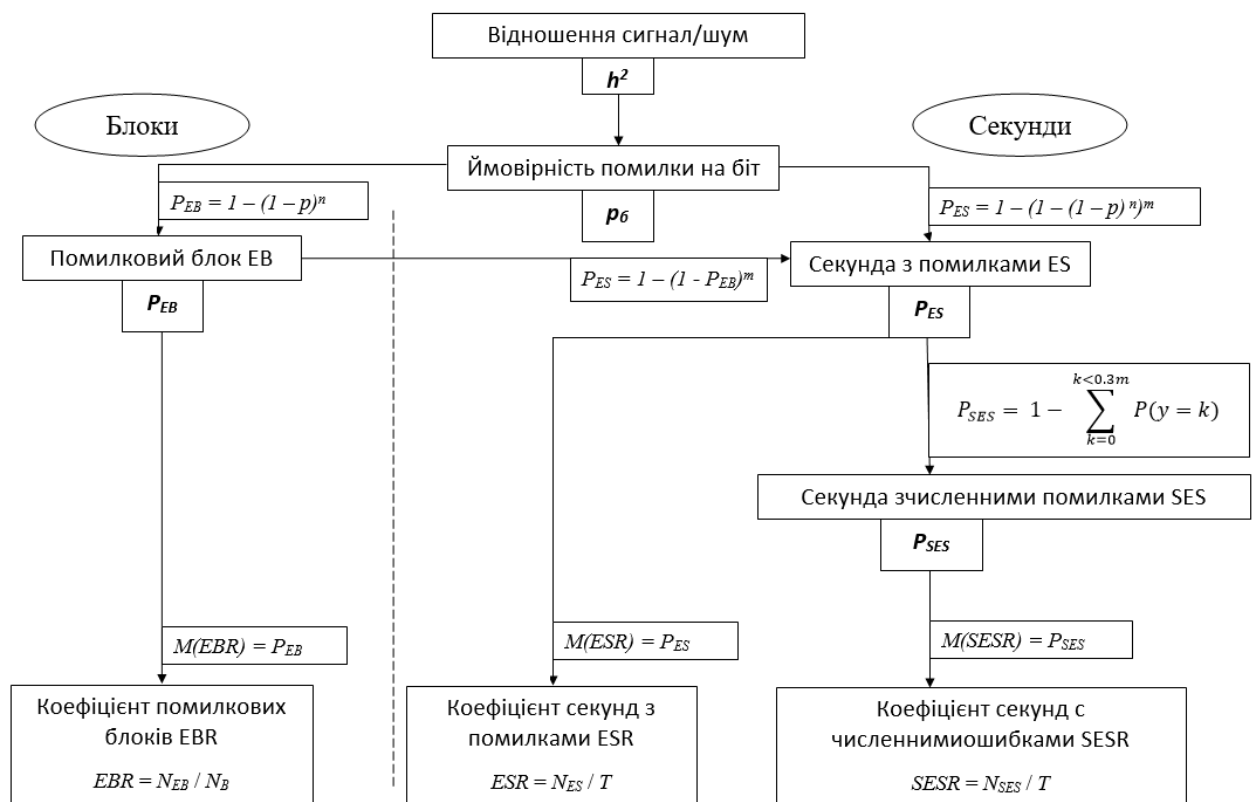 Відношення сигнал/шум
h²
Блоки
Секунди
Ймовірність помилки на біт
p_б
P_EB = 1 – (1 – p)ⁿ
P_ES = 1 – (1 – (1 – p) ⁿ)ᵐ
Помилковий блок EB
P_EB
P_ES = 1 – (1 - P_EB)ᵐ
Секунда з помилками ES
P_ES
k<0.3m
P_SES = 1 − ∑ P(y = k)
k=0
Секунда зчисленними помилками SES
P_SES
M(EBR) = P_EB
M(ESR) = P_ES
M(SESR) = P_SES
Коефіцієнт помилкових
блоків EBR
EBR = N_EB / N_B
Коефіцієнт секунд з
помилками ESR
ESR = N_ES / T
Коефіцієнт секунд с
численнимиошибками SESR
SESR = N_SES / T